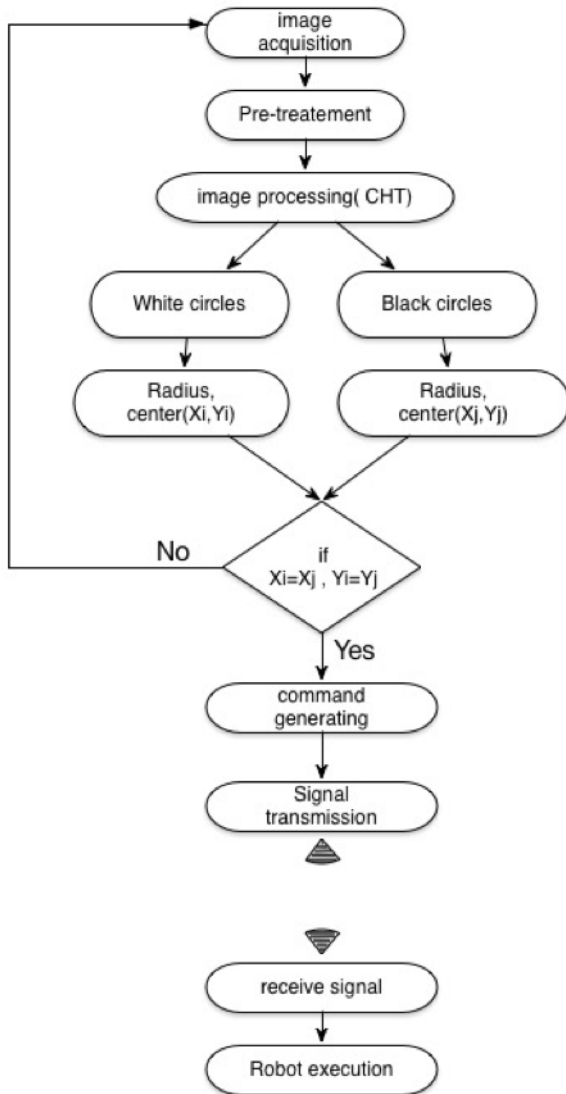 image
acquisition
Pre-treatement
image processing( CHT)
White circles
Black circles
Radius,
center(Xi,Yi)
Radius,
center(Xj,Yj)
No
if
Xi=Xj , Yi=Yj
Yes
command
generating
Signal
transmission
receive signal
Robot execution